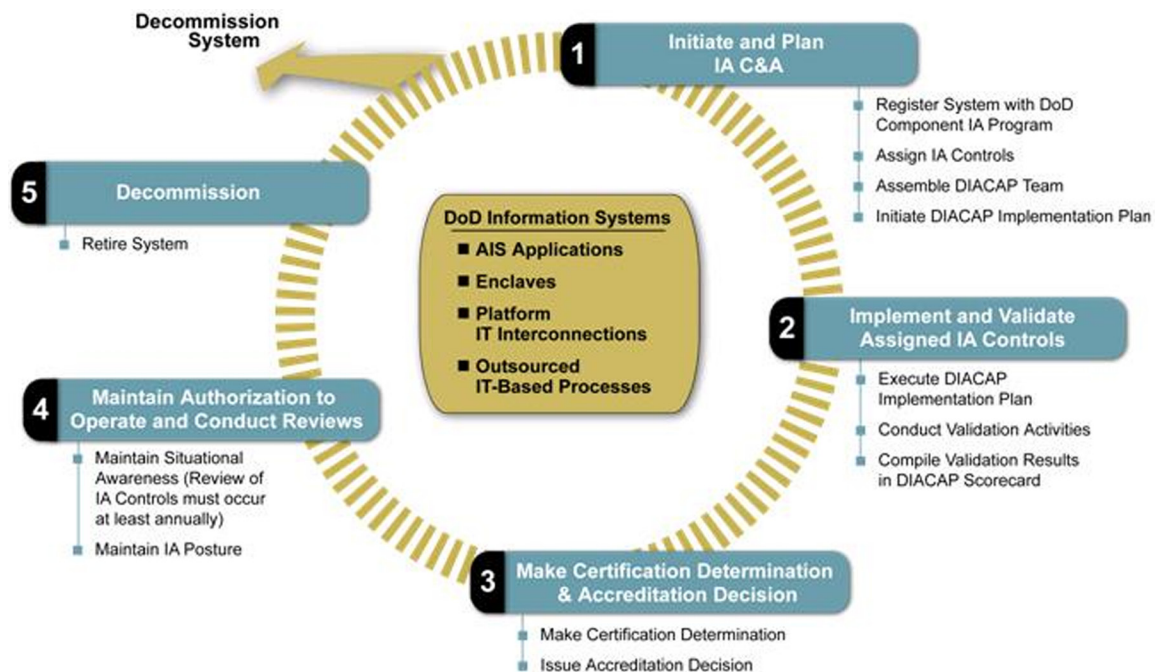 Decommission
System
1
Initiate and Plan
IA C&A
Register System with DoD
Component IA Program
Assign IA Controls
Assemble DIACAP Team
Initiate DIACAP Implementation Plan
5
Decommission
Retire System
DoD Information Systems
AIS Applications
Enclaves
Platform
IT Interconnections
Outsourced
IT-Based Processes
2
Implement and Validate
Assigned IA Controls
Execute DIACAP
Implementation Plan
Conduct Validation Activities
Compile Validation Results
in DIACAP Scorecard
4
Maintain Authorization to
Operate and Conduct Reviews
Maintain Situational
Awareness (Review of
IA Controls must occur
at least annually)
Maintain IA Posture
3
Make Certification Determination
& Accreditation Decision
Make Certification Determination
Issue Accreditation Decision